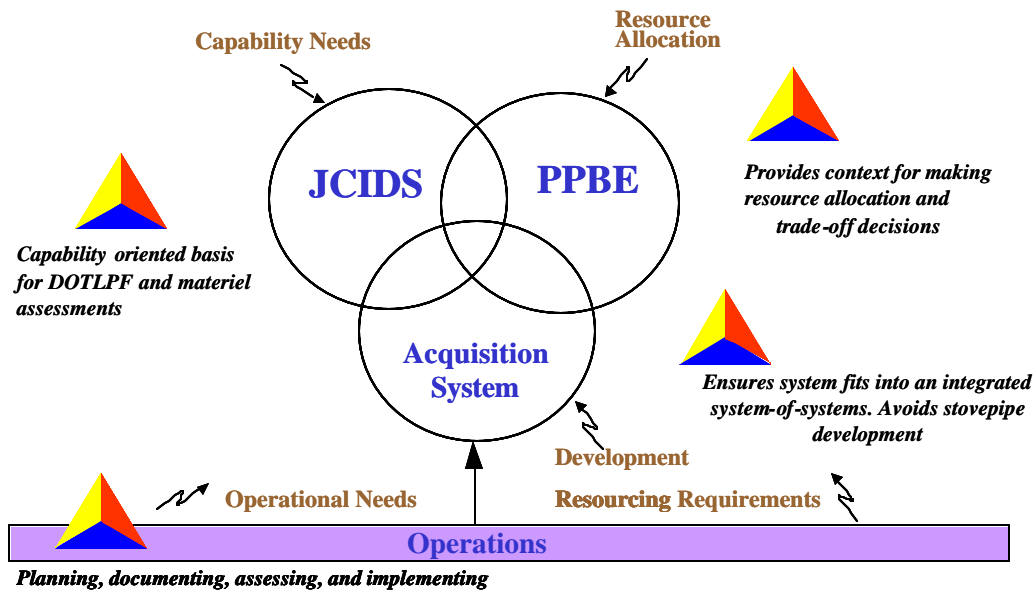 Resource
Allocation
Capability Needs
JCIDS
PPBE
Provides context for making
resource allocation and
trade-off decisions
Capability oriented basis
for DOTLPF and materiel
assessments
Acquisition
System
Ensures system fits into an integrated
system-of-systems. Avoids stovepipe
development
Development
Operational Needs
Resourcing Requirements
Operations
Planning, documenting, assessing, and implementing